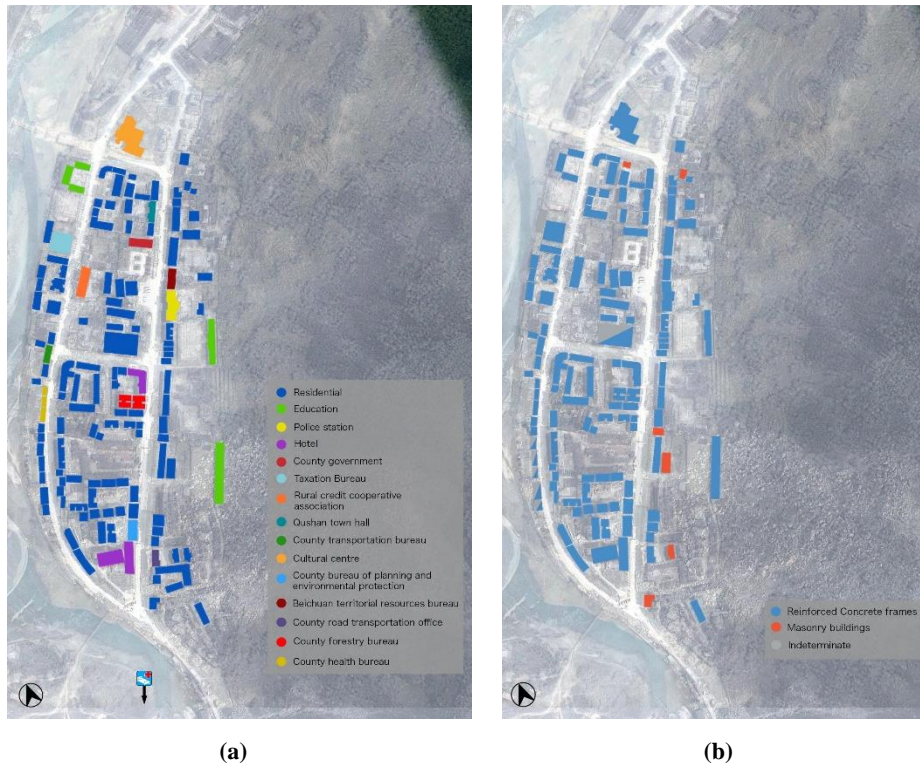 Residential
Education
Police station
Hotel
County government
Taxation Bureau
Rural credit cooperative
association
Qushan town hall
County transportation bureau
Cultural centre
County bureau of planning and
environmental protection
Beichuan territorial resources bureau
County road transportation office
County forestry bureau
County health bureau
Reinforced Concrete frames
Masonry buildings
Indeterminate
(a)
(b)